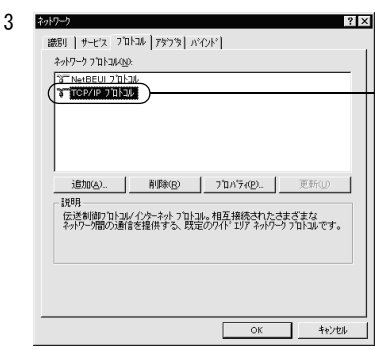 3
ネットワーク
識別 サービス プロトコル アダプタ バインド
ネットワーク プロトコル(N):
NetBEUI プロトコル
TCP/IP プロトコル
追加(A)... 削除(R) プロパティ(P)... 更新(U)
説明
伝送制御プロトコル/インターネット プロトコル。相互接続されたさまざまな
ネットワーク間の通信を提供する、既定のワイド エリア ネットワーク プロトコルです。
OK キャンセル